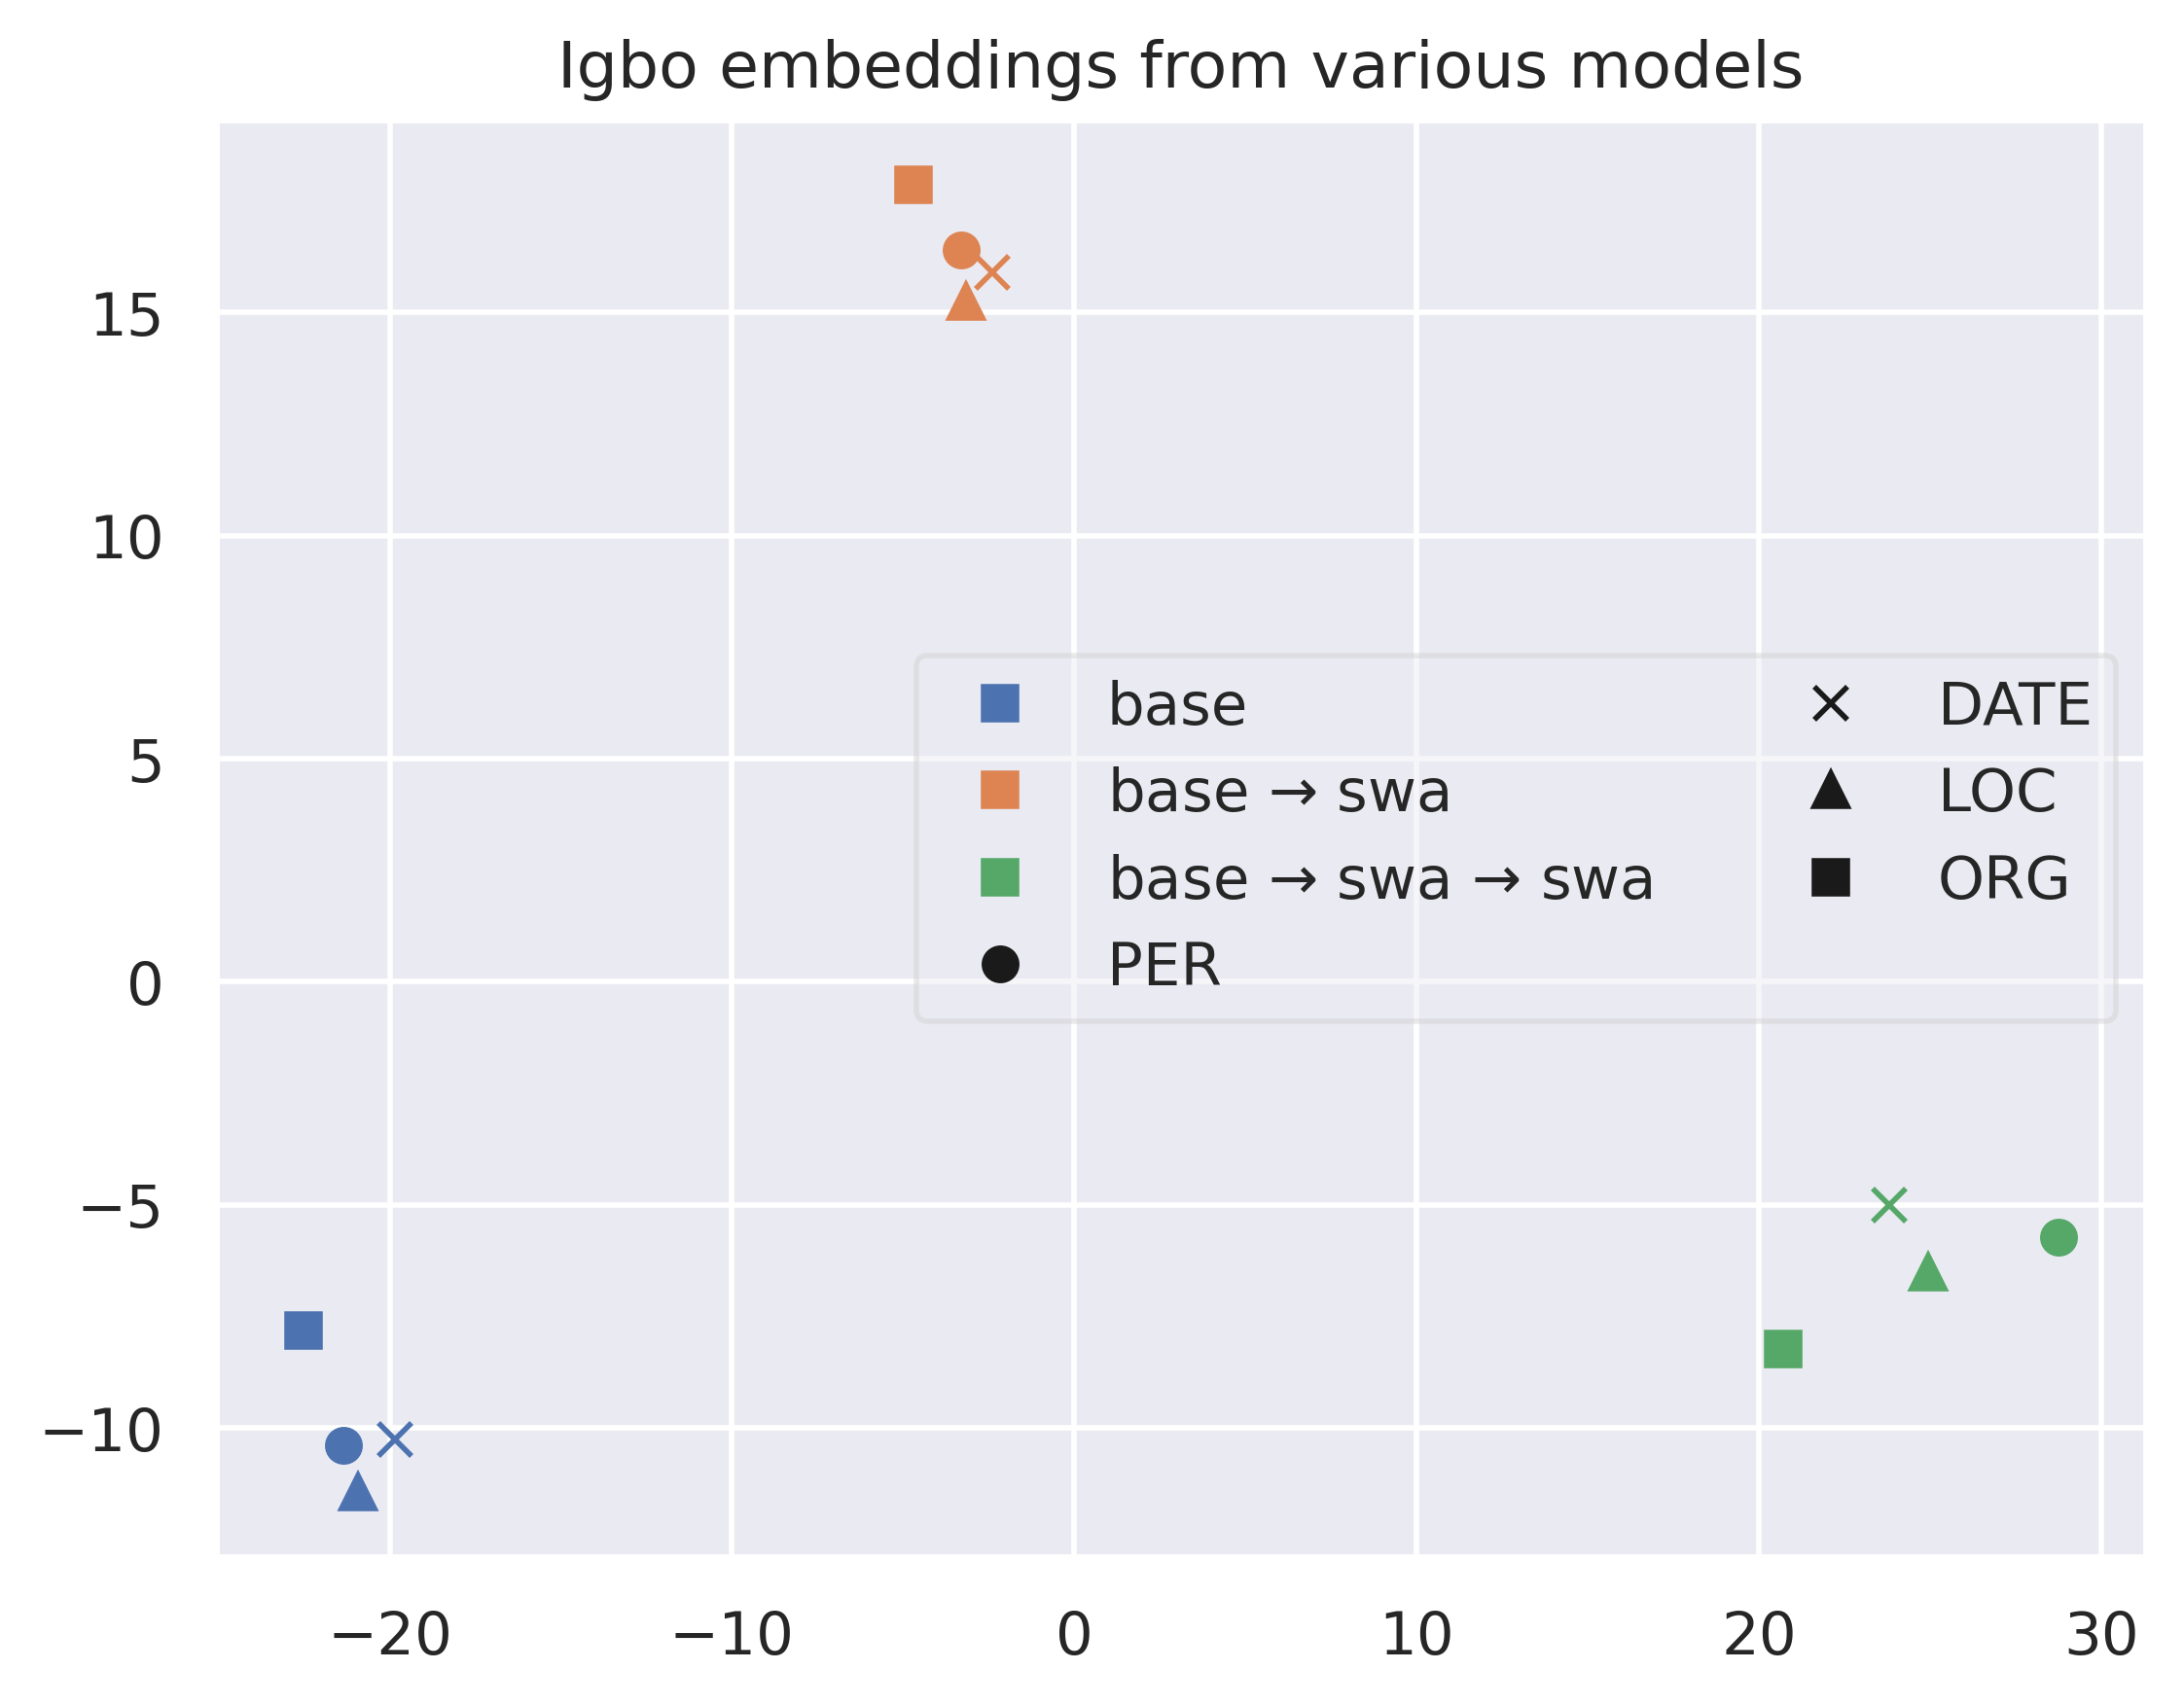 Igbo embeddings from various models
15
10
5
0
−5
−10
base
base → swa
base → swa → swa
PER
DATE
LOC
ORG
−20 −10 0 10 20 30